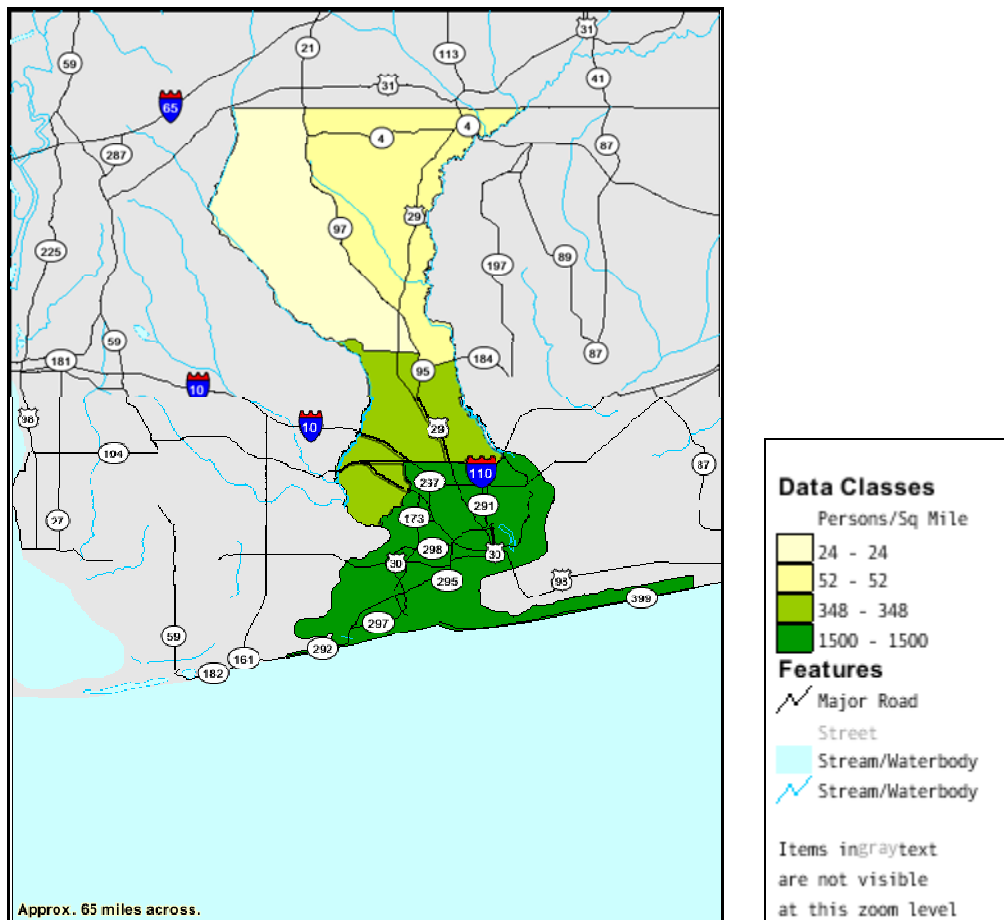 31
21
113
59
41
31
65
4
4
87
287
29
97
225
89
197
59
87
184
181
95
10
10
98
29
194
87
110
237
27
291
173
298
30
30
295
98
399
297
59
292
161
182
Approx. 65 miles across.
Data Classes
Persons/Sq Mile
24 - 24
52 - 52
348 - 348
1500 - 1500
Features
Major Road
Street
Stream/Waterbody
Stream/Waterbody
Items in gray text
are not visible
at this zoom level